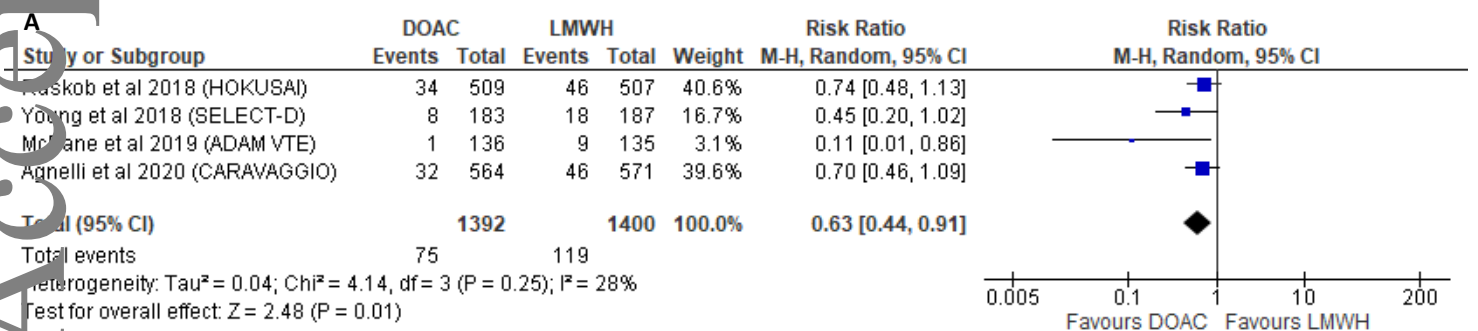 A
DOAC LMWH Risk Ratio Risk Ratio
Study or Subgroup Events Total Events Total Weight M-H, Random, 95% CI M-H, Random, 95% CI
Raskob et al 2018 (HOKUSAI) 34 509 46 507 40.6% 0.74 [0.48, 1.13]
Young et al 2018 (SELECT-D) 8 183 18 187 16.7% 0.45 [0.20, 1.02]
McBane et al 2019 (ADAM VTE) 1 136 9 135 3.1% 0.11 [0.01, 0.86]
Agnelli et al 2020 (CARAVAGGIO) 32 564 46 571 39.6% 0.70 [0.46, 1.09]
Total (95% CI) 1392 1400 100.0% 0.63 [0.44, 0.91]
Total events 75 119
Heterogeneity: Tau² = 0.04; Chi² = 4.14, df = 3 (P = 0.25); I² = 28%
Test for overall effect: Z = 2.48 (P = 0.01)
0.005 0.1 1 10 200
Favours DOAC Favours LMWH